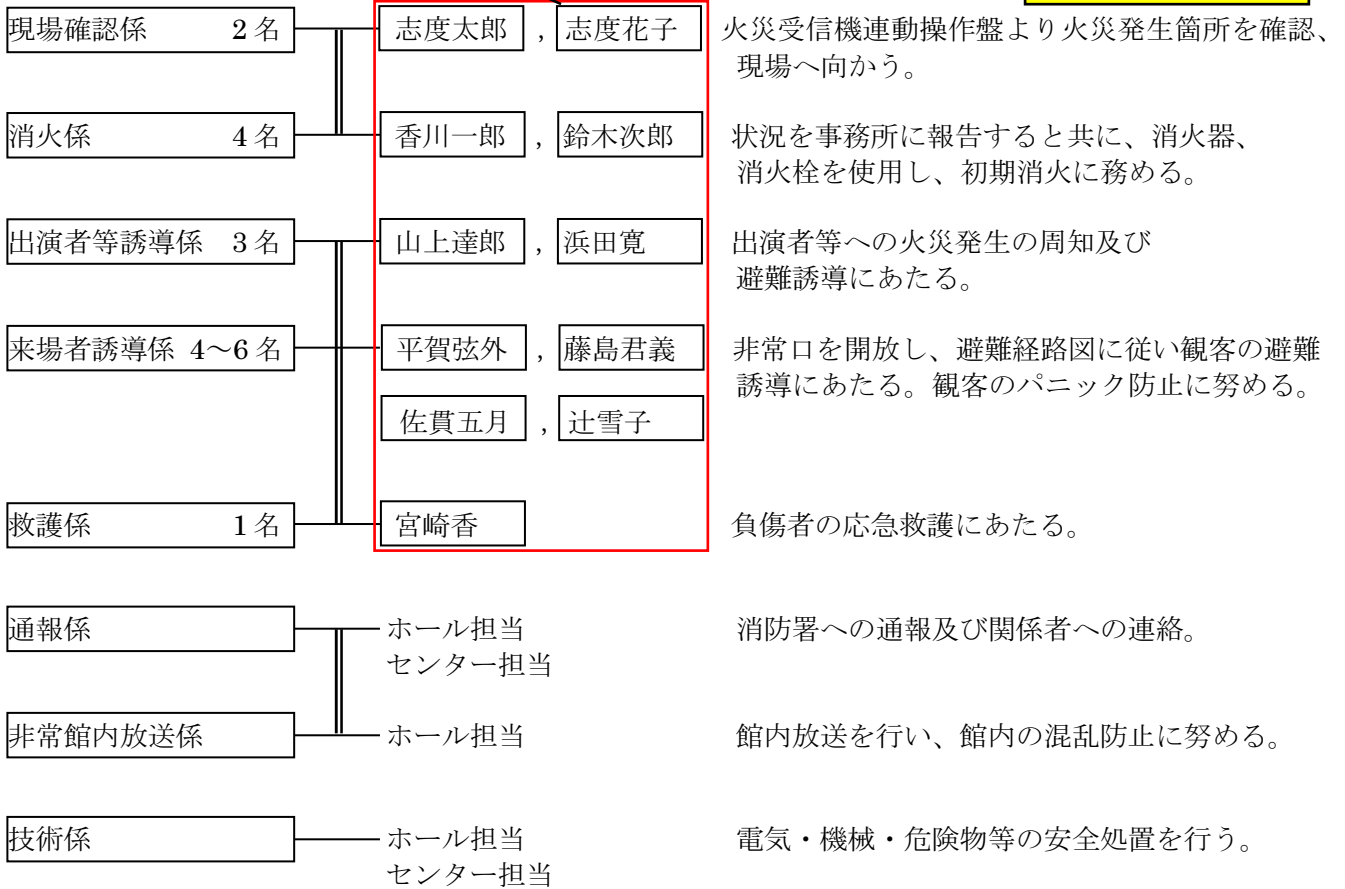 現場確認係 2名 志度太郎 , 志度花子 火災受信機連動操作盤より火災発生箇所を確認、
現場へ向かう。
消火係 4名 香川一郎 , 鈴木次郎 状況を事務所に報告すると共に、消火器、
消火栓を使用し、初期消火に務める。
出演者等誘導係 3名 山上達郎 , 浜田寛 出演者等への火災発生の周知及び
避難誘導にあたる。
来場者誘導係 4～6名 平賀弦外 , 藤島君義 非常口を開放し、避難経路図に従い観客の避難
誘導にあたる。観客のパニック防止に努める。
佐貫五月 , 辻雪子
救護係 1名 宮崎香 負傷者の応急救護にあたる。
通報係 ホール担当 消防署への通報及び関係者への連絡。
センター担当
非常館内放送係 ホール担当 館内放送を行い、館内の混乱防止に努める。
技術係 ホール担当 電気・機械・危険物等の安全処置を行う。
センター担当